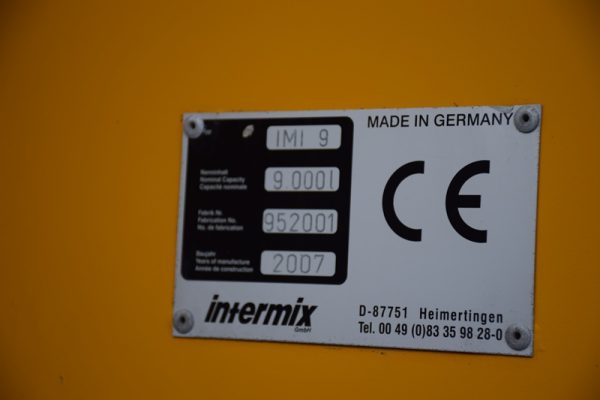 IMI 9
MADE IN GERMANY
Nenninhalt
Nominal Capacity
Capacité nominale
9 000l
Fabrik Nr.
Fabrication No.
No. de fabrication
952001
Baujahr
Years of manufacture
Année de construction
2007
CE
intermix
GmbH
D-87751 Heimertingen
Tel. 00 49 (0)83 35 98 28-0